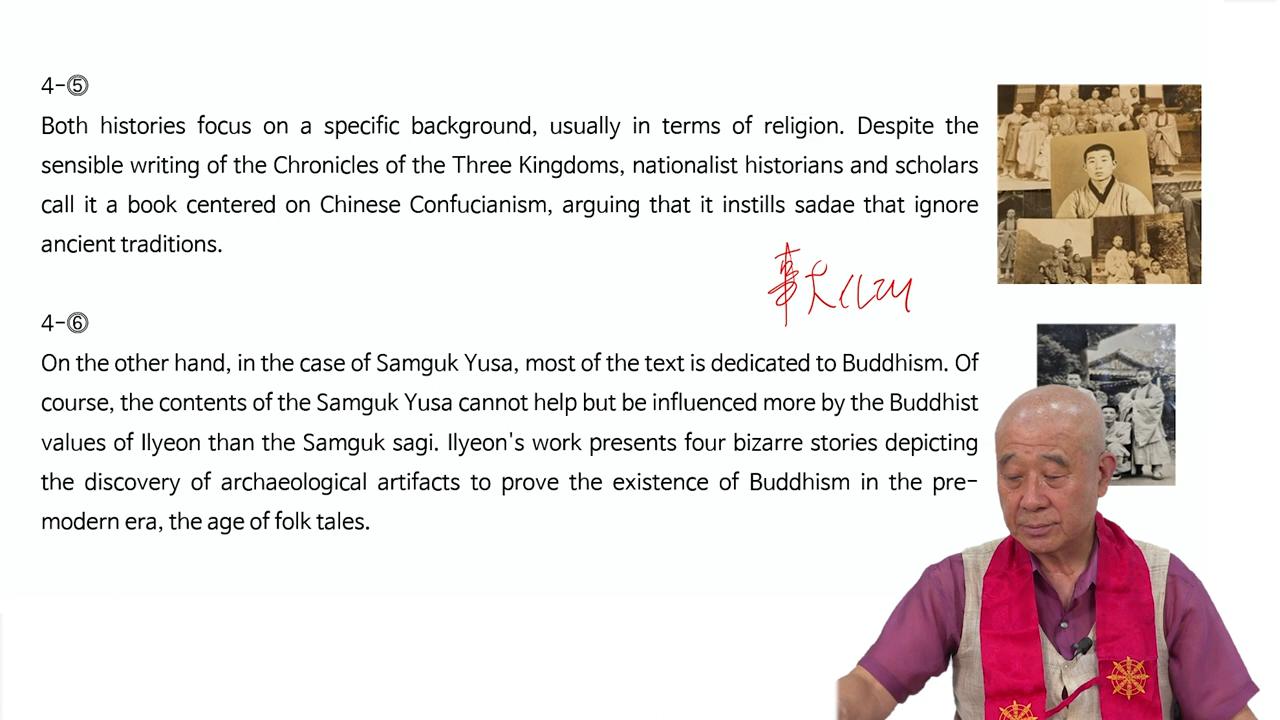 4-⑤
Both histories focus on a specific background, usually in terms of religion. Despite the
sensible writing of the Chronicles of the Three Kingdoms, nationalist historians and scholars
call it a book centered on Chinese Confucianism, arguing that it instills sadae that ignore
ancient traditions.
事大
4-⑥
On the other hand, in the case of Samguk Yusa, most of the text is dedicated to Buddhism. Of
course, the contents of the Samguk Yusa cannot help but be influenced more by the Buddhist
values of Ilyeon than the Samguk sagi. Ilyeon's work presents four bizarre stories depicting
the discovery of archaeological artifacts to prove the existence of Buddhism in the pre-
modern era, the age of folk tales.